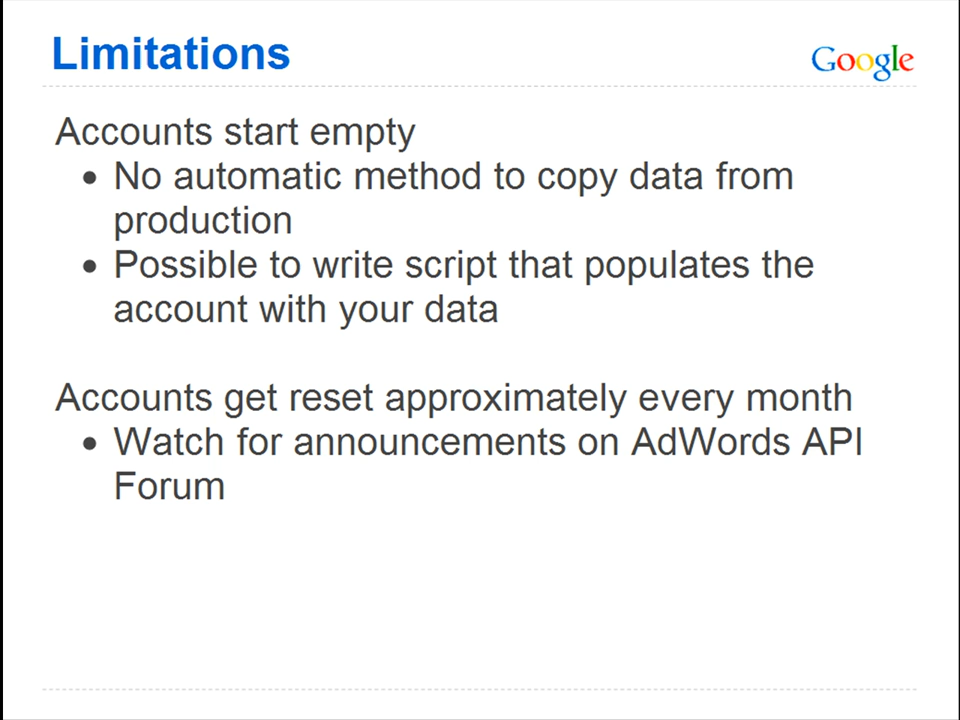 Limitations
Google
Accounts start empty
• No automatic method to copy data from
production
• Possible to write script that populates the
account with your data
Accounts get reset approximately every month
• Watch for announcements on AdWords API
Forum